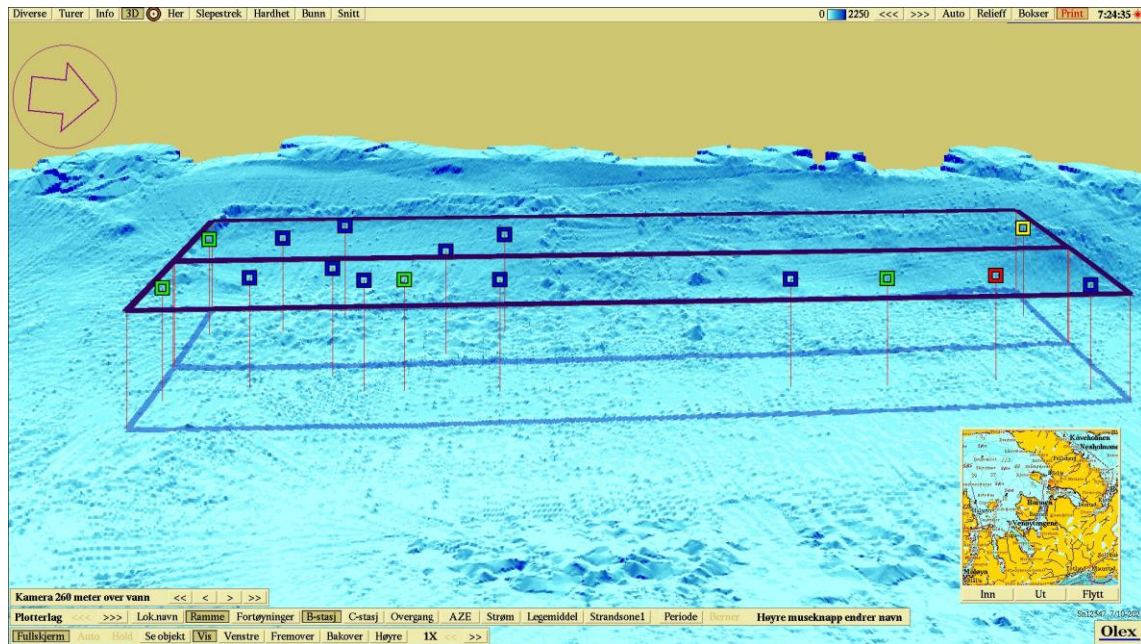 Diverse Turer Info 3D Her Slepestrek Hardhet Bunn Snitt 0 2250 <<< >>> Auto Relieff Bokser Print 7:24:35
Kamera 260 meter over vann << < > >>
Plotterlag <<< >>> Lok.navn Ramme Fortøyninger B-stasj C-stasj Overgang AZE Strøm Legemiddel Strandsone1 Periode Berner Høyre museknapp endrer navn
Fullskjerm Auto Hold Se objekt Vis Venstre Fremover Bakover Høyre 1X << >>
Barmen
Inn Ut Flytt
Olex